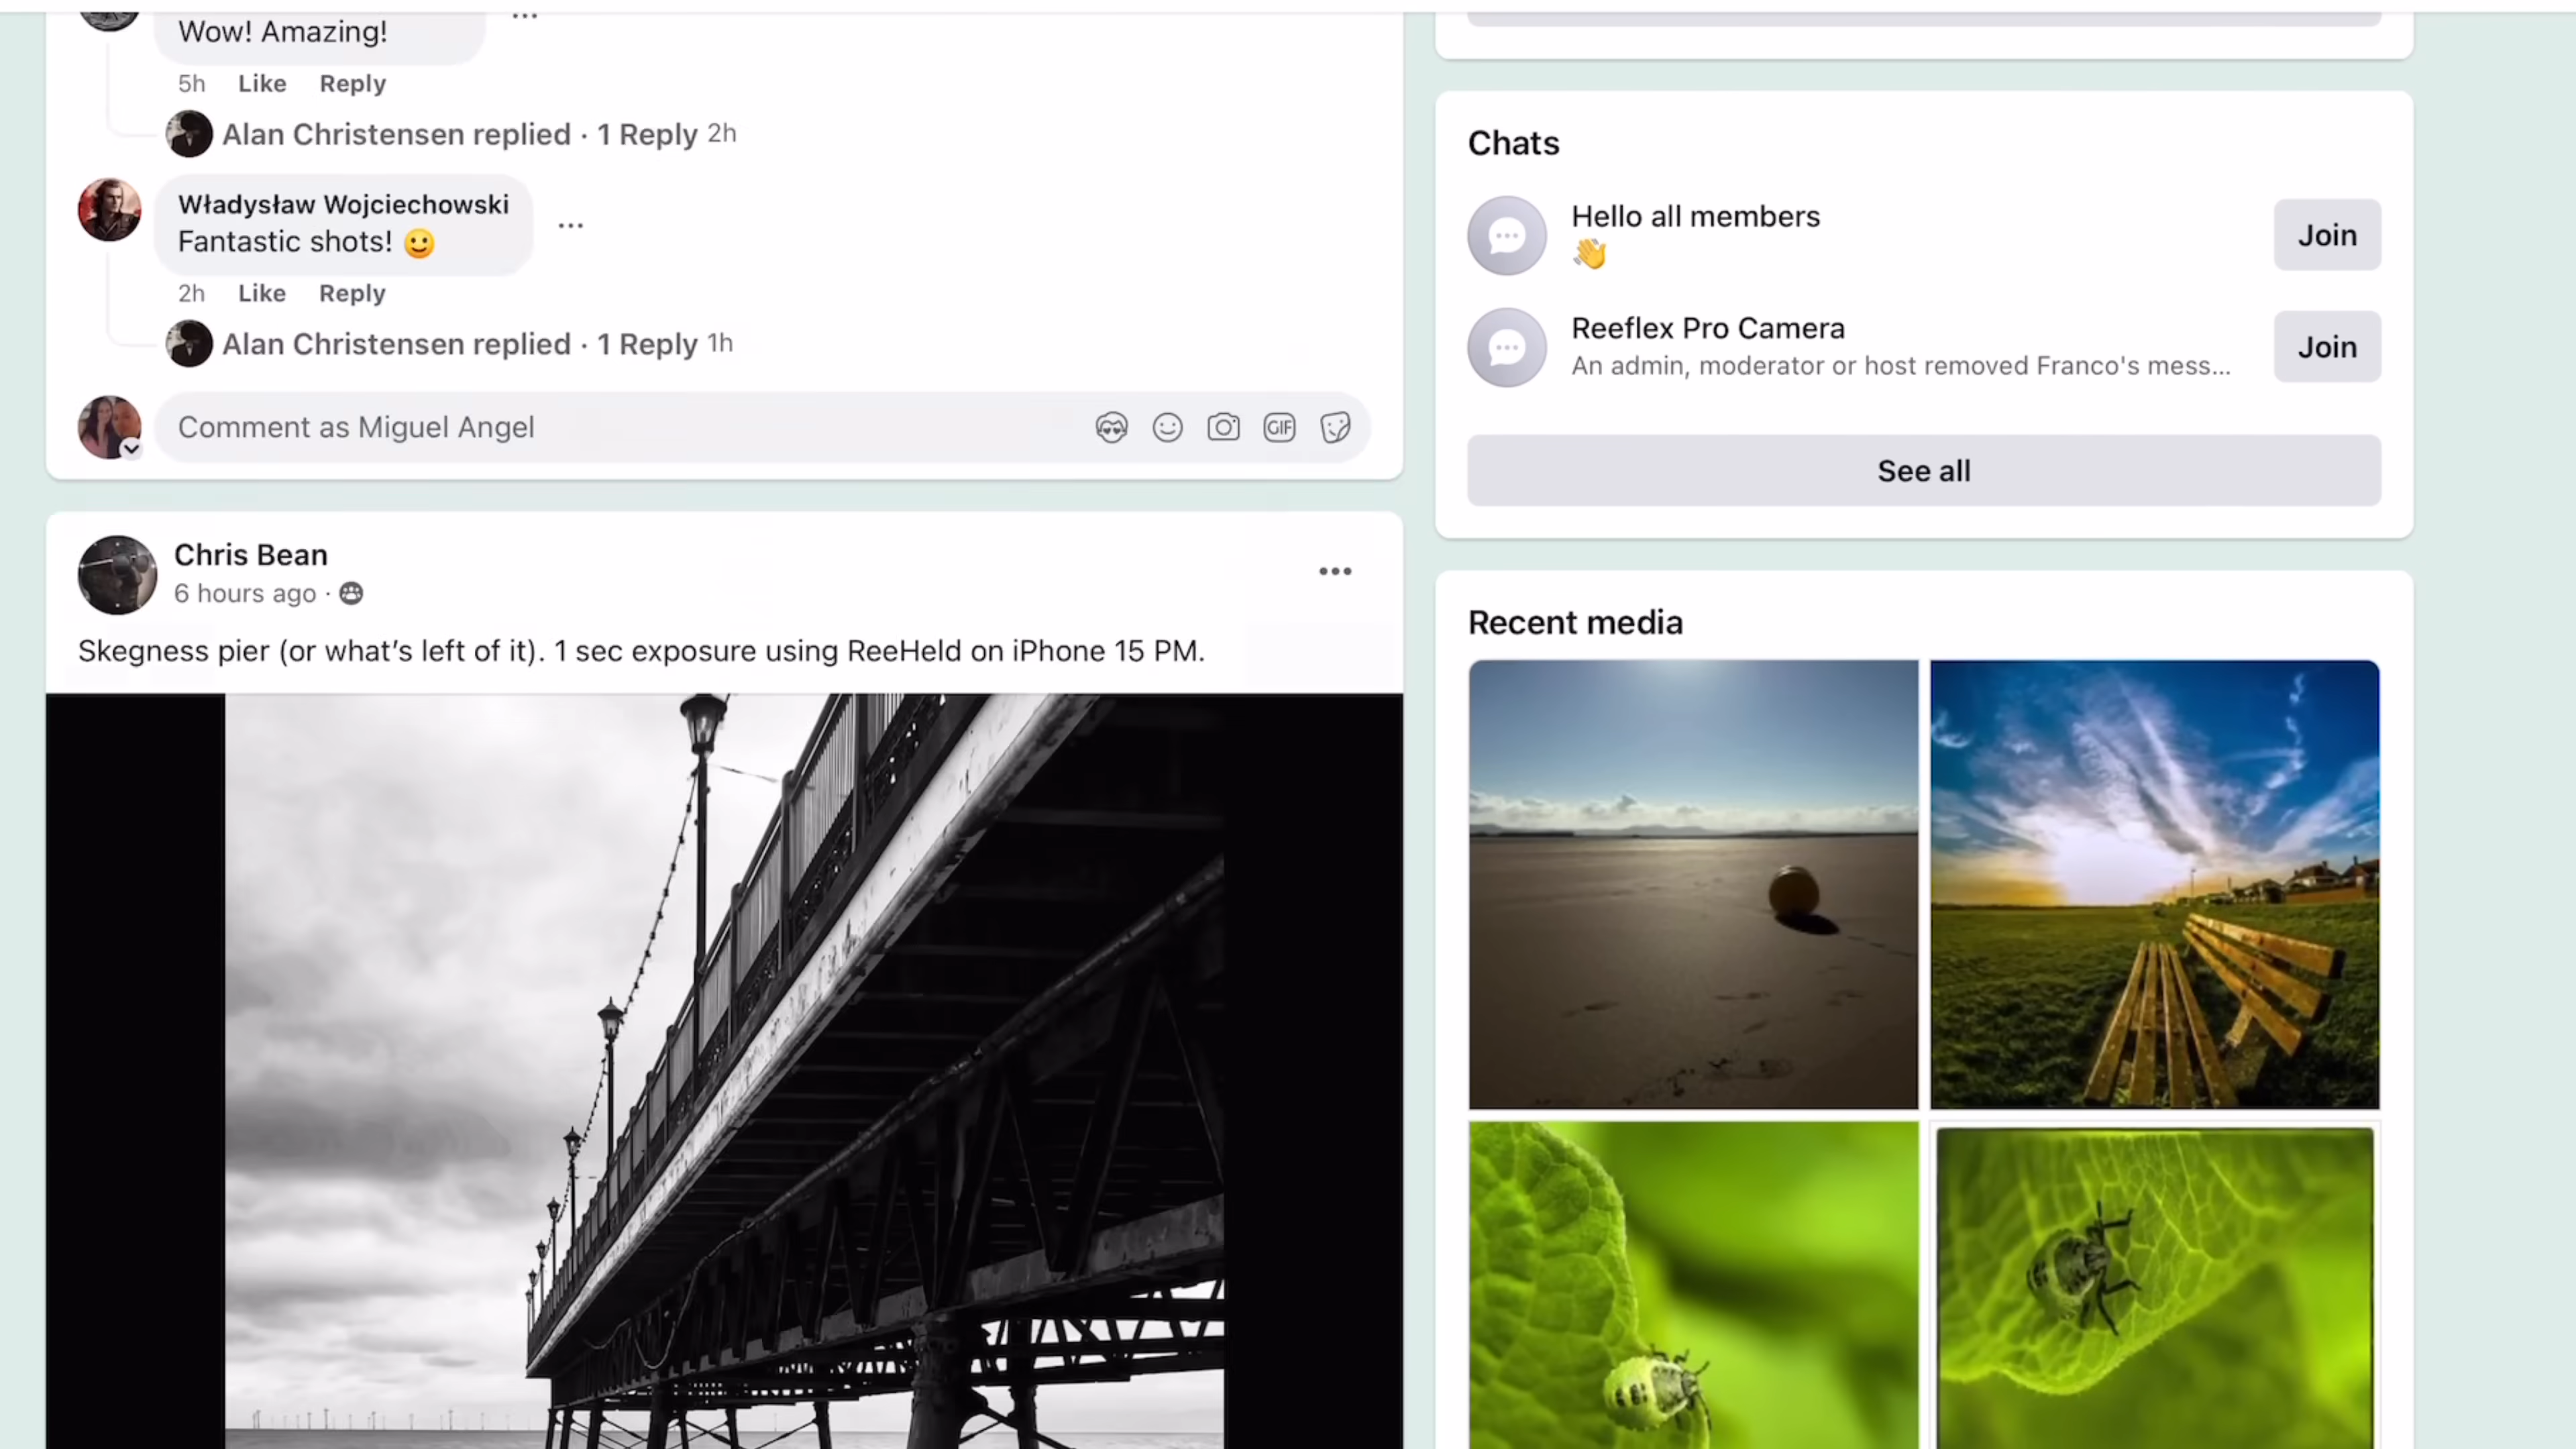 Wow! Amazing!
5h Like Reply
Alan Christensen replied · 1 Reply 2h
Władysław Wojciechowski
Fantastic shots! 🙂
2h Like Reply
Alan Christensen replied · 1 Reply 1h
Comment as Miguel Angel
GIF
Chris Bean
6 hours ago ·
Skegness pier (or what's left of it). 1 sec exposure using ReeHeld on iPhone 15 PM.
Chats
Hello all members
👋
Join
Reeflex Pro Camera
An admin, moderator or host removed Franco's mess...
Join
See all
Recent media